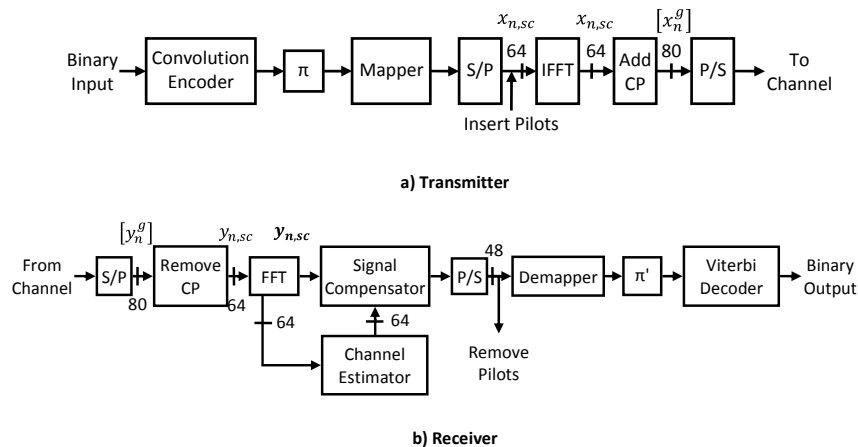 x_{n,sc} x_{n,sc} [x_n^g]
Binary
Input
Convolution
Encoder
π
Mapper
S/P
64
IFFT
64
Add
CP
80
P/S
To
Channel
Insert Pilots
a) Transmitter
[y_n^g] y_{n,sc} y_{n,sc}
From
Channel
S/P
80
Remove
CP
64
FFT
Signal
Compensator
P/S
48
Demapper
π'
Viterbi
Decoder
Binary
Output
64
64
Channel
Estimator
Remove
Pilots
b) Receiver